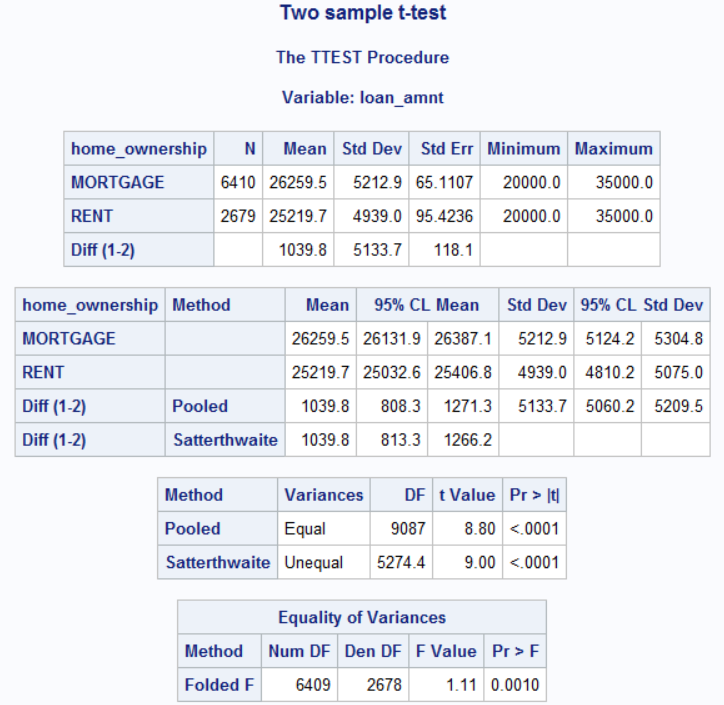 Two sample t-test
The TTEST Procedure
Variable: loan_amnt
home_ownership N Mean Std Dev Std Err Minimum Maximum
MORTGAGE 6410 26259.5 5212.9 65.1107 20000.0 35000.0
RENT 2679 25219.7 4939.0 95.4236 20000.0 35000.0
Diff (1-2) 1039.8 5133.7 118.1
home_ownership Method Mean 95% CL Mean Std Dev 95% CL Std Dev
MORTGAGE 26259.5 26131.9 26387.1 5212.9 5124.2 5304.8
RENT 25219.7 25032.6 25406.8 4939.0 4810.2 5075.0
Diff (1-2) Pooled 1039.8 808.3 1271.3 5133.7 5060.2 5209.5
Diff (1-2) Satterthwaite 1039.8 813.3 1266.2
Method Variances DF t Value Pr > |t|
Pooled Equal 9087 8.80 <.0001
Satterthwaite Unequal 5274.4 9.00 <.0001
Equality of Variances
Method Num DF Den DF F Value Pr > F
Folded F 6409 2678 1.11 0.0010